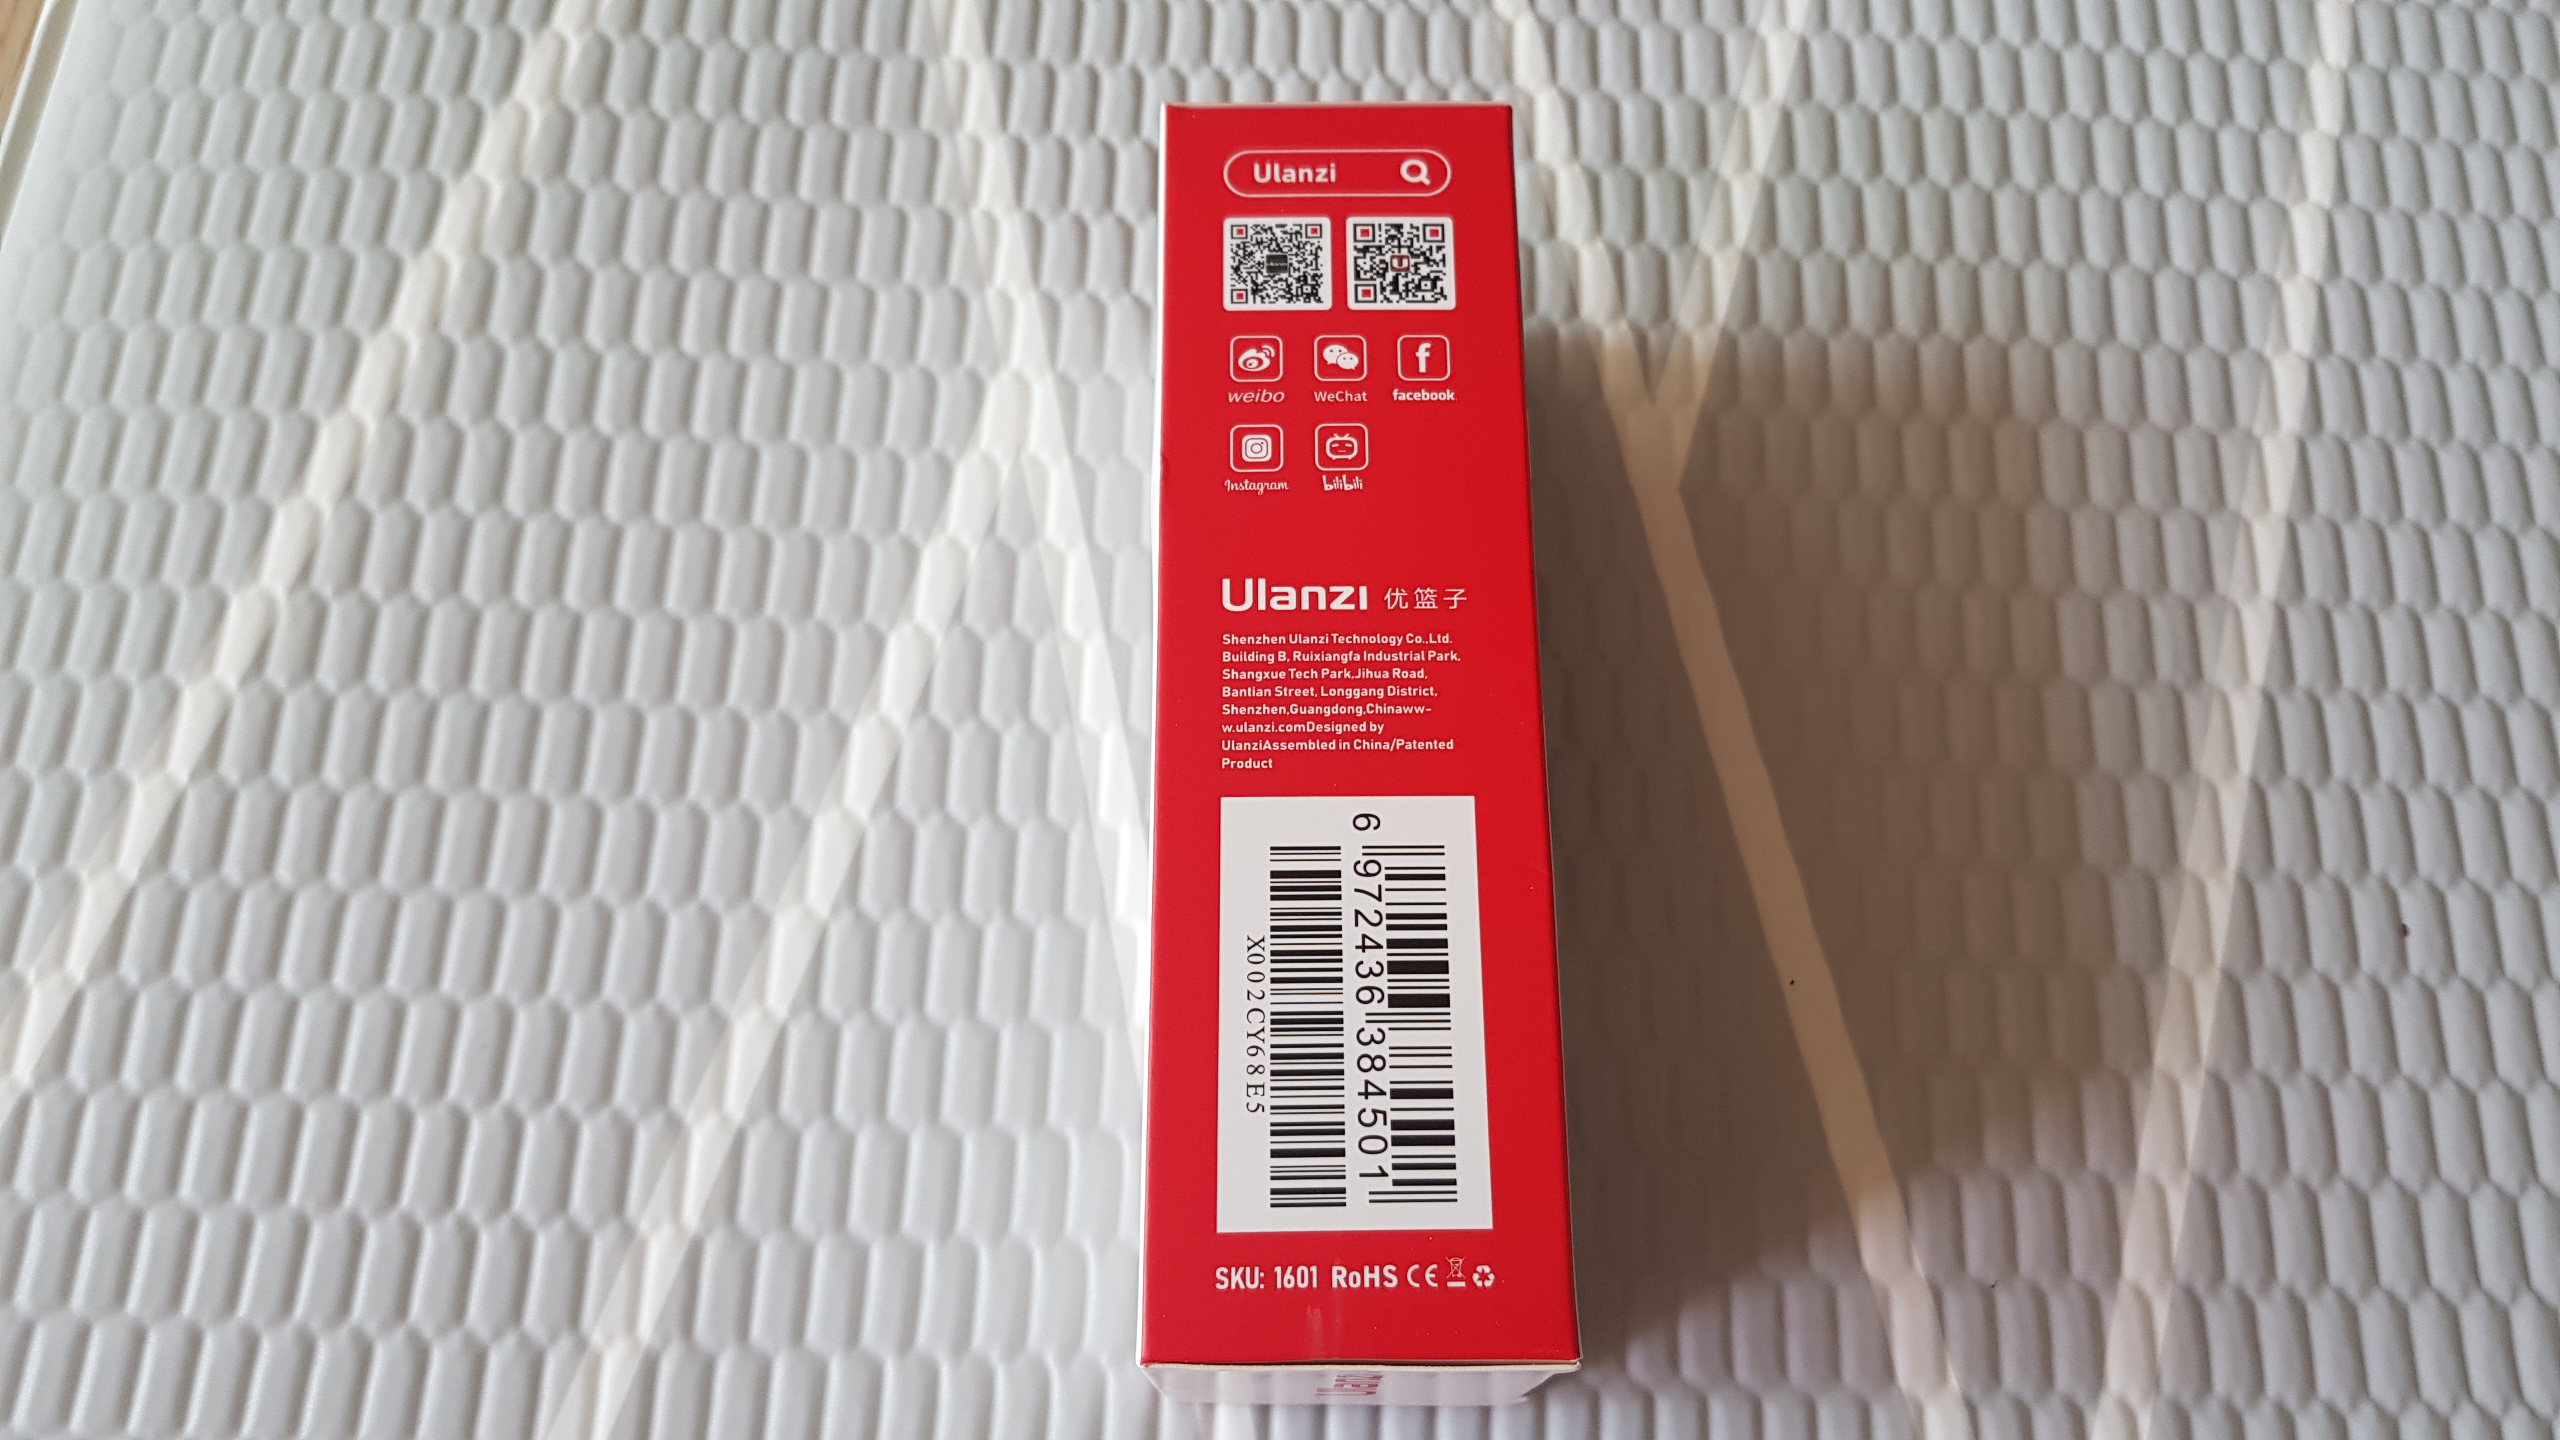 Ulanzi
weibo
WeChat
facebook.
Instagram
bilibili
Ulanzi 优篮子
Shenzhen Ulanzi Technology Co.,Ltd.
Building B, Ruixiangfa Industrial Park,
Shangxue Tech Park,Jihua Road,
Bantian Street, Longgang District,
Shenzhen,Guangdong,Chinaww-
w.ulanzi.comDesigned by
UlanziAssembled in China/Patented
Product
6 972436 384501
X002CY68E5
SKU: 1601 RoHS CE